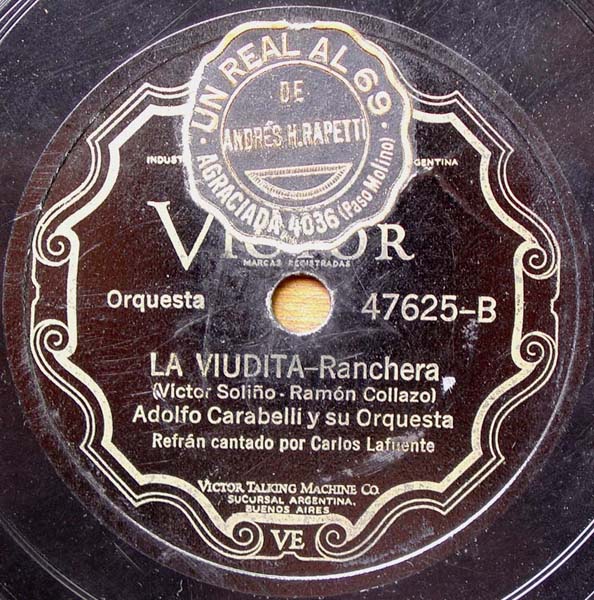 · UN REAL AL 69 ·
DE
ANDRÉS H. RAPETTI
AGRACIADA 4036 (Paso Molino)
INDUST
GENTINA
VICTOR
MARCAS REGISTRADAS
Orquesta
47625-B
LA VIUDITA-Ranchera
(Victor Soliño - Ramón Collazo)
Adolfo Carabelli y su Orquesta
Refrán cantado por Carlos Lafuente
VICTOR TALKING MACHINE CO.
SUCURSAL ARGENTINA,
BUENOS AIRES
VE